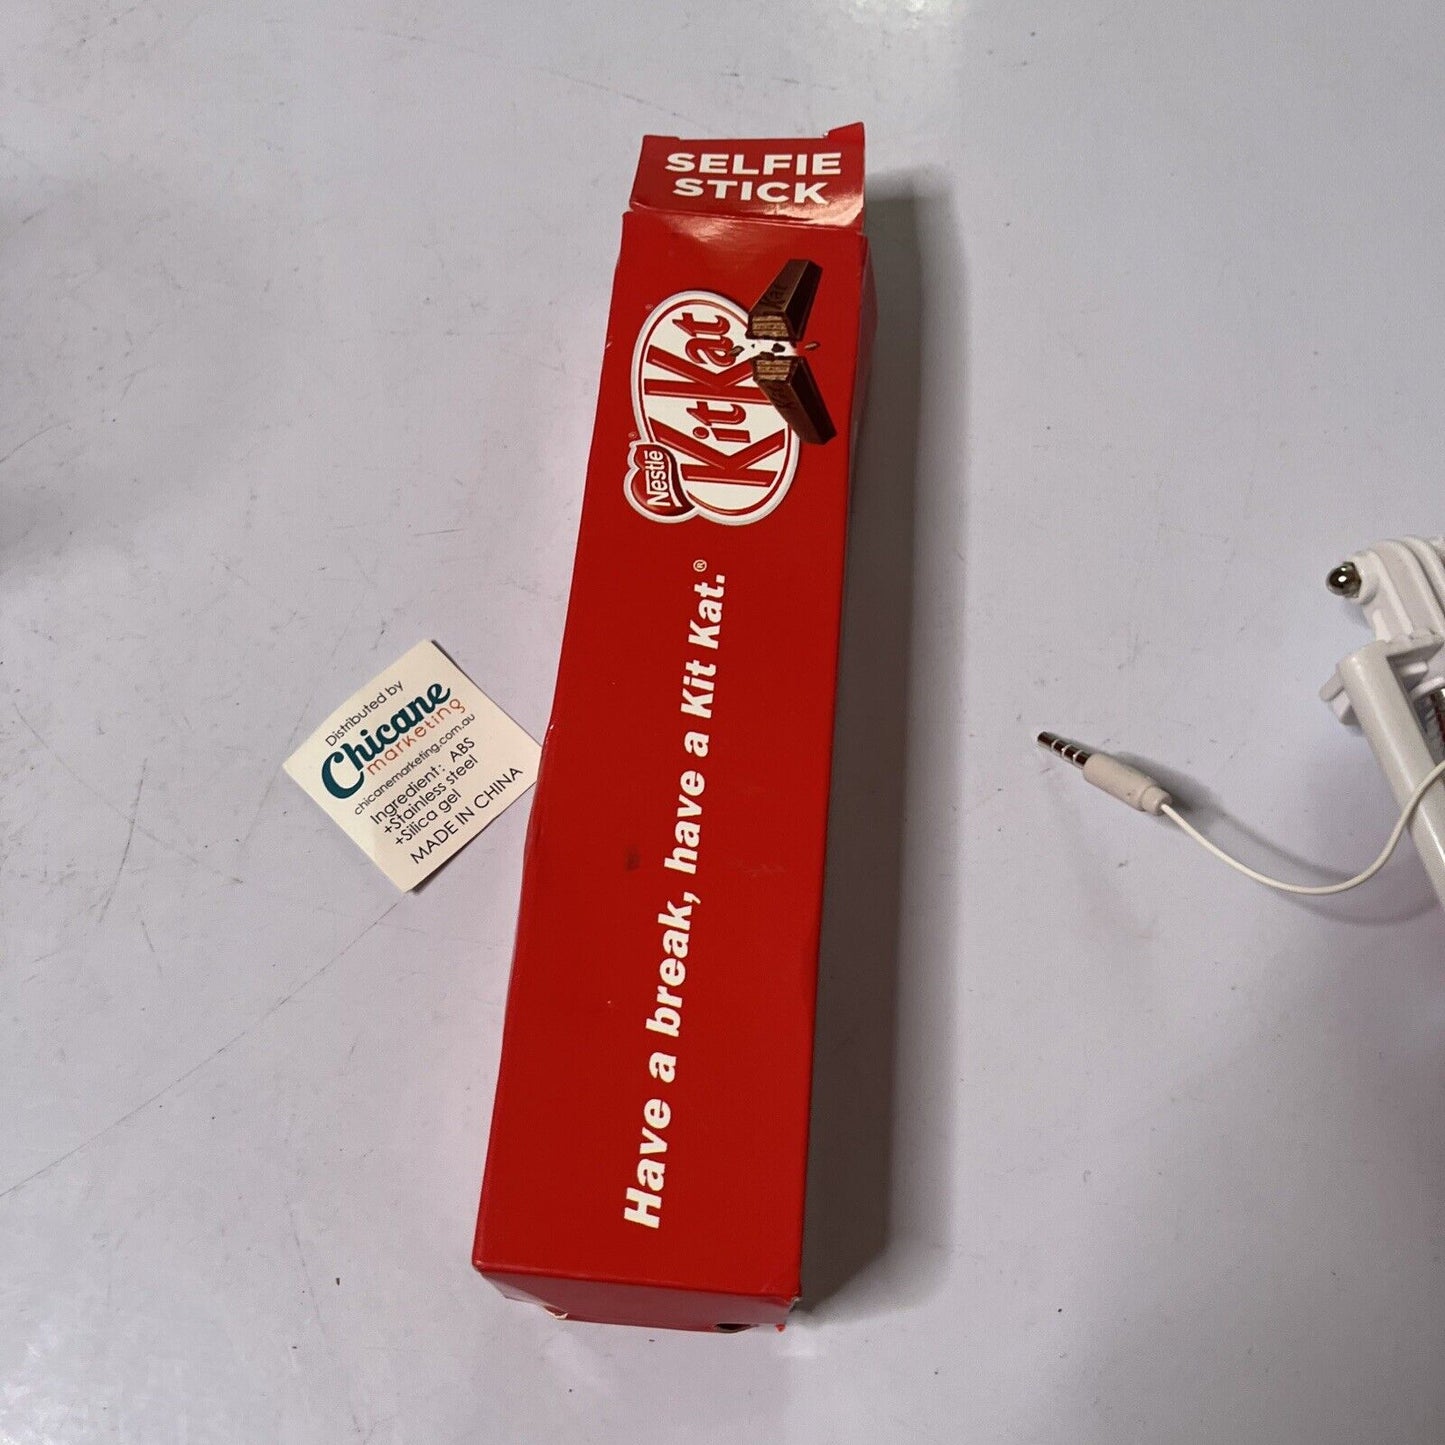 SELFIE
STICK
Nestlé
KitKat
Kat
Have a break, have a Kit Kat.®
Distributed by
Chicane
marketing
chicanemarketing.com.au
Ingredient: ABS
+Stainless steel
+Silica gel
MADE IN CHINA